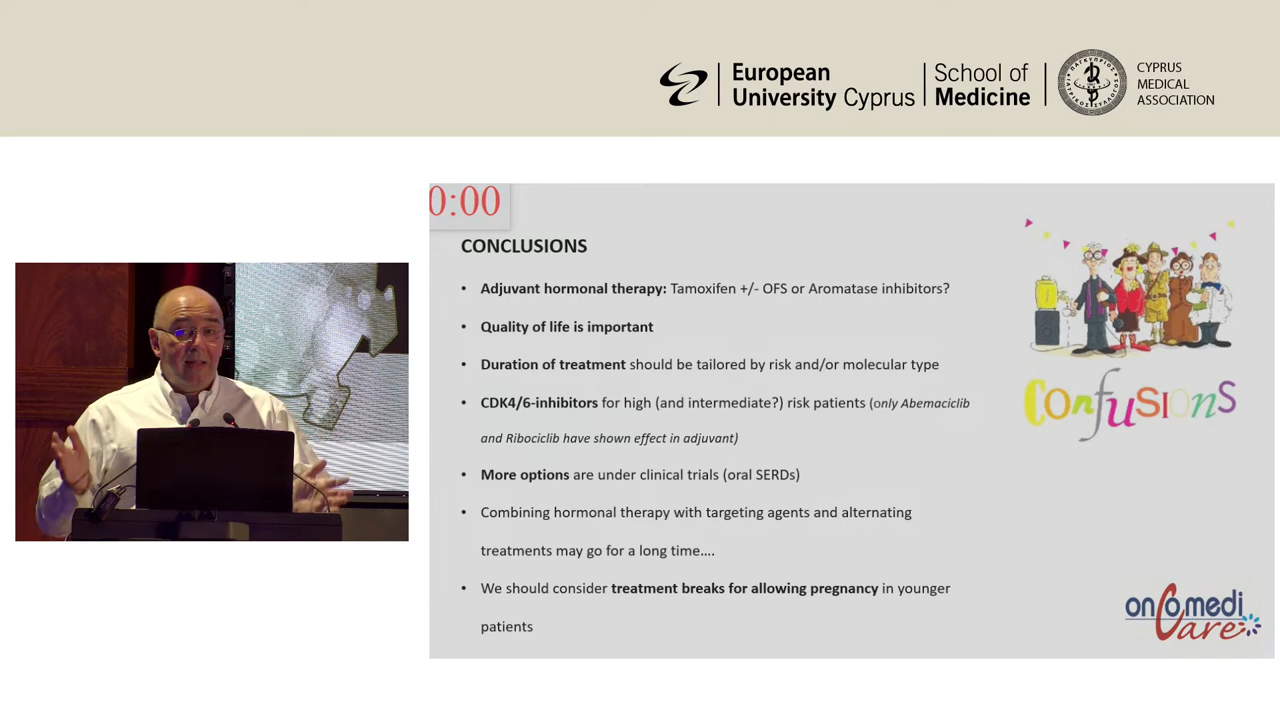 European
University Cyprus
School of
Medicine
CYPRUS
MEDICAL
ASSOCIATION
0:00
CONCLUSIONS
• Adjuvant hormonal therapy: Tamoxifen +/- OFS or Aromatase inhibitors?
• Quality of life is important
• Duration of treatment should be tailored by risk and/or molecular type
• CDK4/6-inhibitors for high (and intermediate?) risk patients (only Abemaciclib
and Ribociclib have shown effect in adjuvant)
• More options are under clinical trials (oral SERDs)
• Combining hormonal therapy with targeting agents and alternating
treatments may go for a long time....
• We should consider treatment breaks for allowing pregnancy in younger
patients
ConfusionS
oncomedi
Care